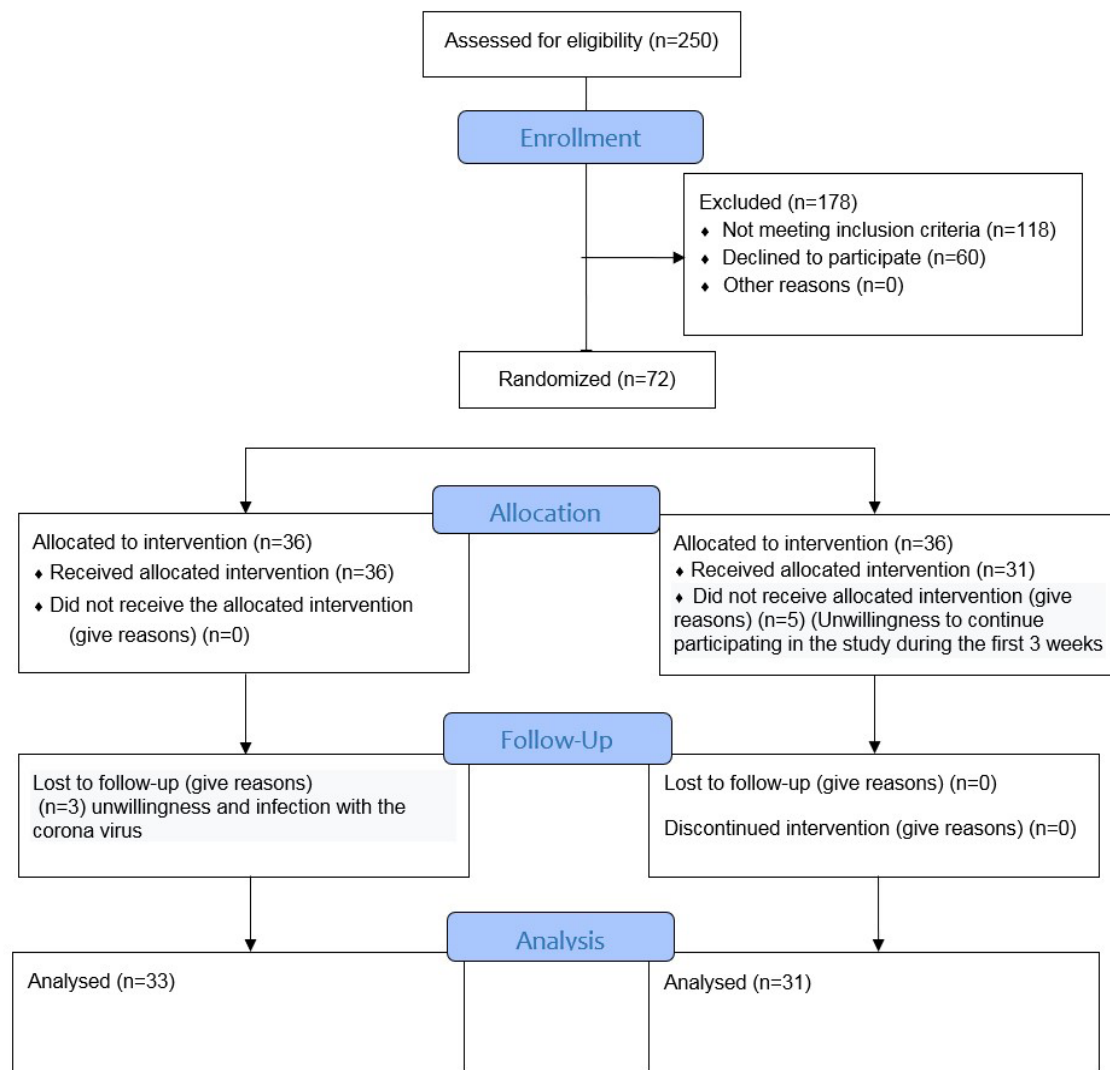 Assessed for eligibility (n=250)
Enrollment
Excluded (n=178)
♦ Not meeting inclusion criteria (n=118)
♦ Declined to participate (n=60)
♦ Other reasons (n=0)
Randomized (n=72)
Allocation
Allocated to intervention (n=36)
♦ Received allocated intervention (n=36)
♦ Did not receive the allocated intervention
(give reasons) (n=0)
Allocated to intervention (n=36)
♦ Received allocated intervention (n=31)
♦ Did not receive allocated intervention (give
reasons) (n=5) (Unwillingness to continue
participating in the study during the first 3 weeks
Follow-Up
Lost to follow-up (give reasons)
(n=3) unwillingness and infection with the
corona virus
Lost to follow-up (give reasons) (n=0)
Discontinued intervention (give reasons) (n=0)
Analysis
Analysed (n=33)
Analysed (n=31)